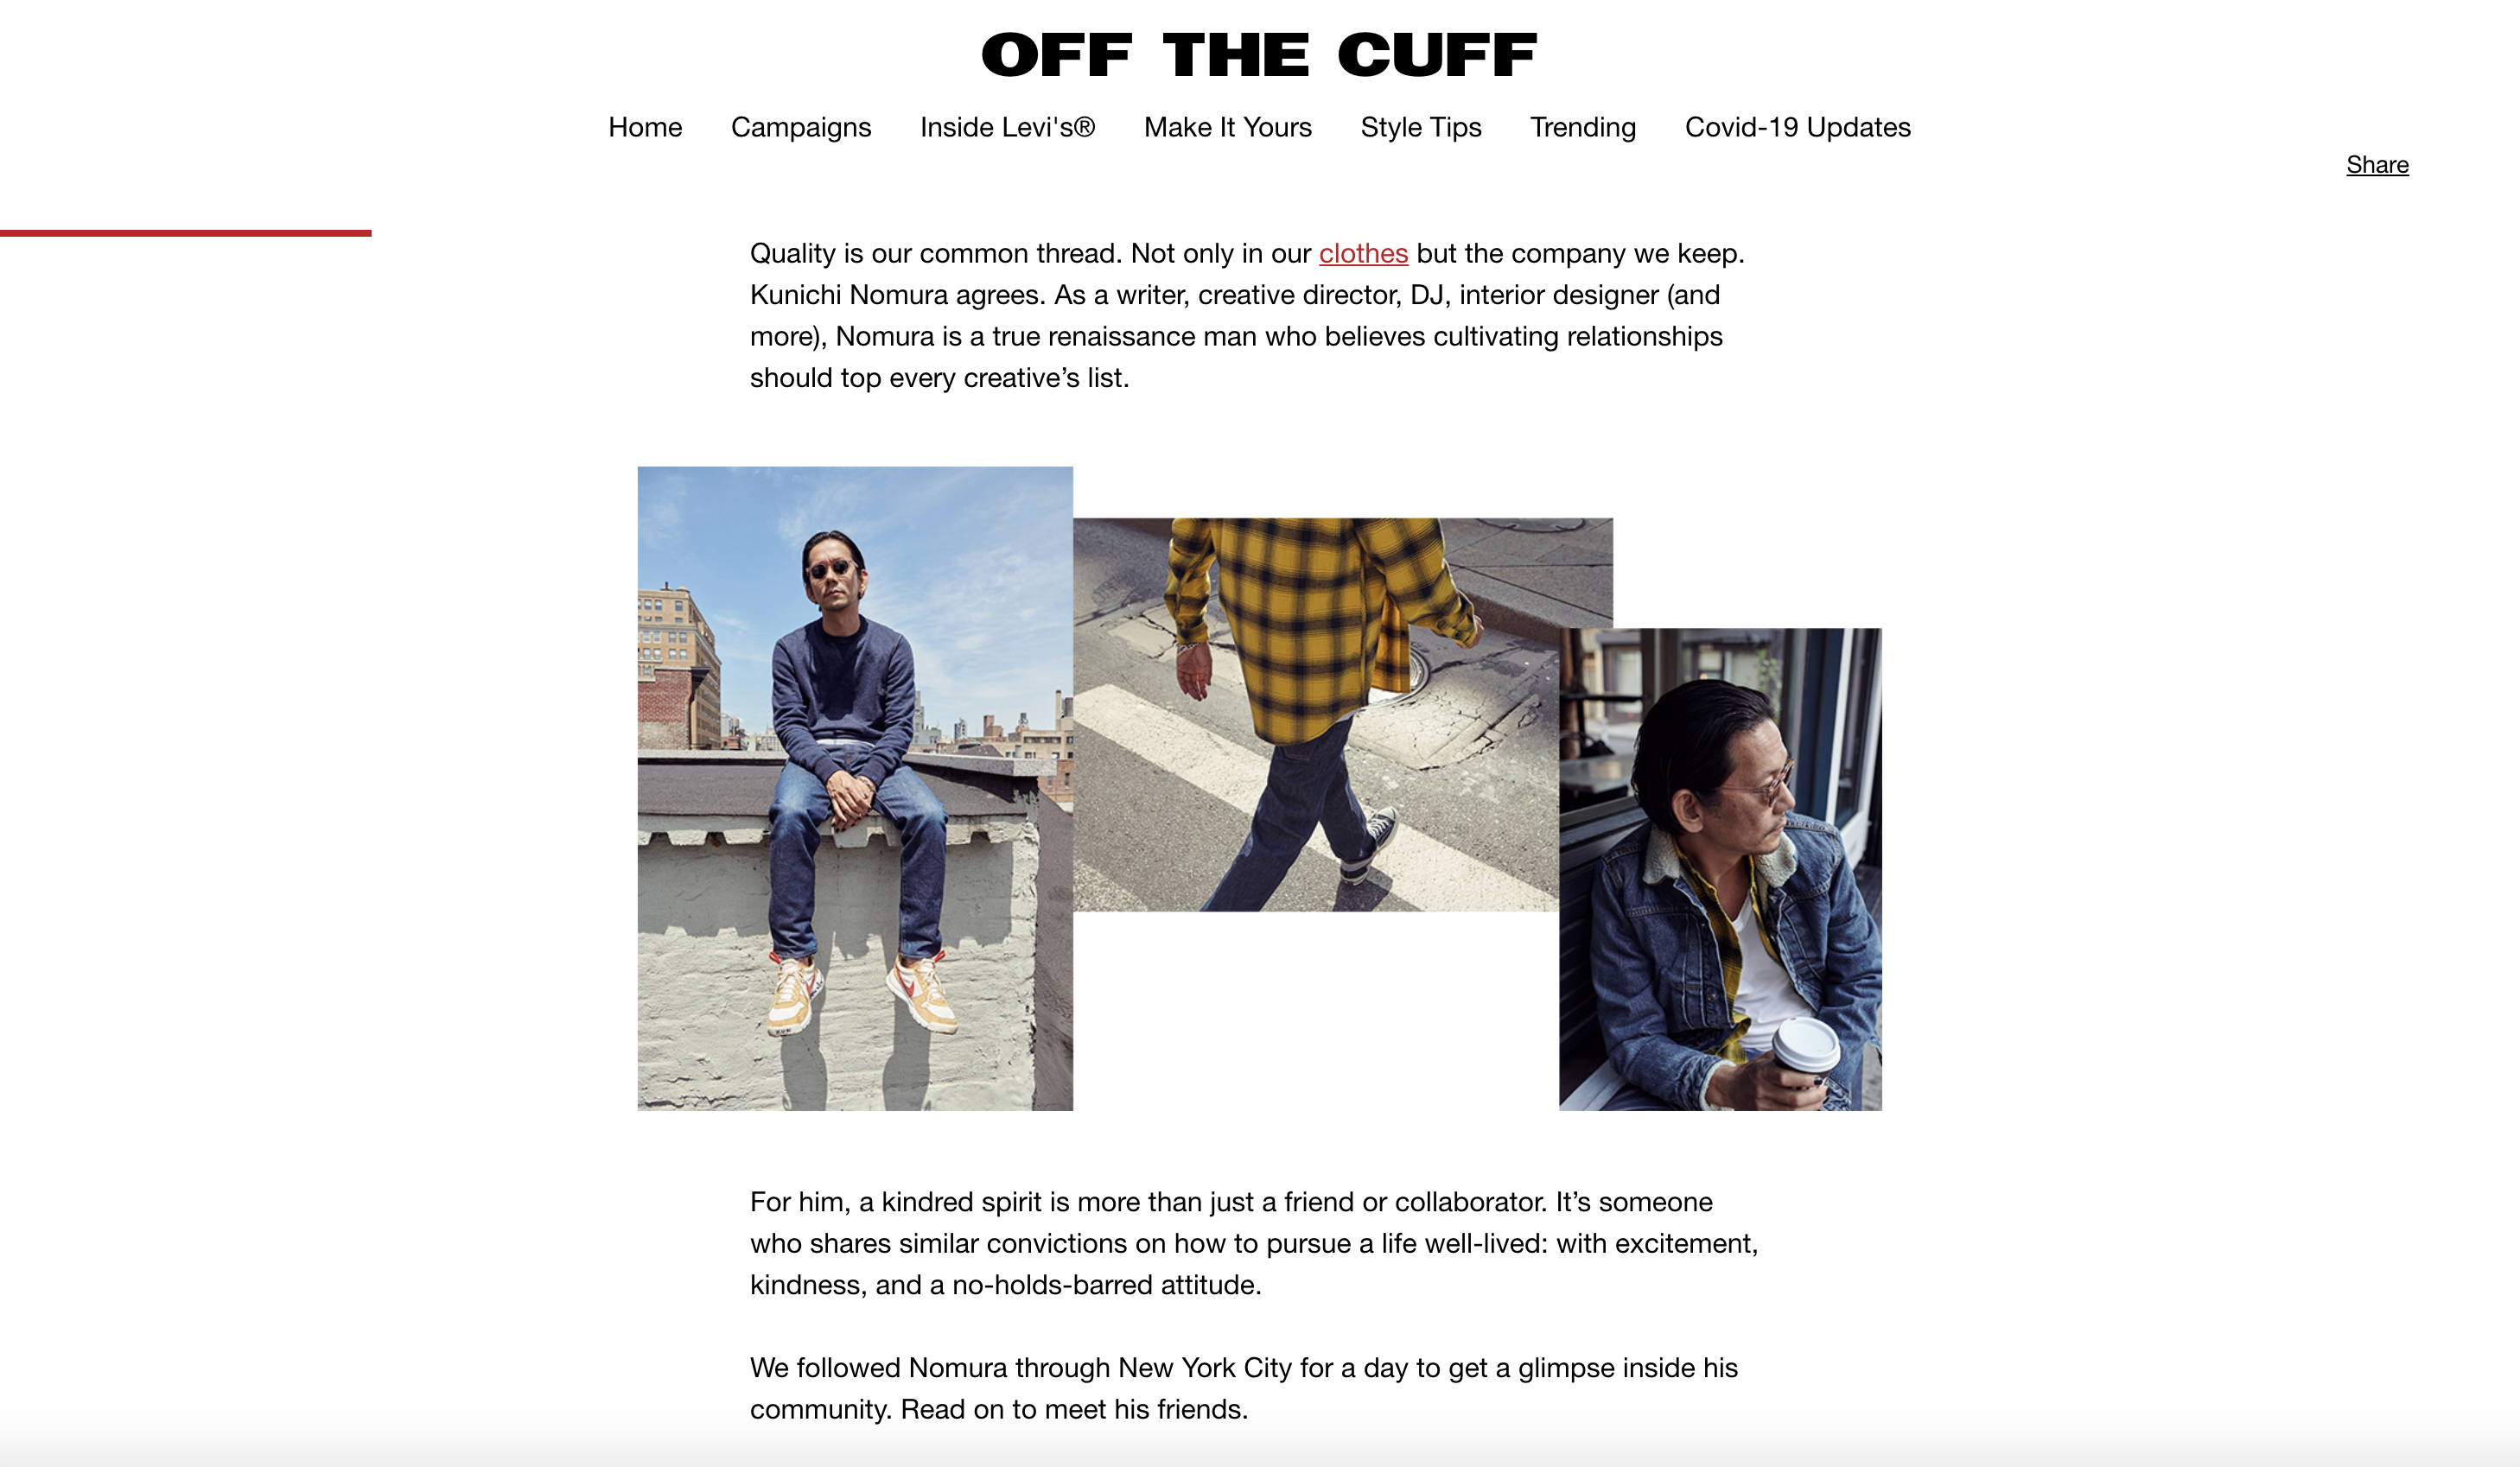 OFF THE CUFF
Home Campaigns Inside Levi's® Make It Yours Style Tips Trending Covid-19 Updates
Share
Quality is our common thread. Not only in our clothes but the company we keep.
Kunichi Nomura agrees. As a writer, creative director, DJ, interior designer (and
more), Nomura is a true renaissance man who believes cultivating relationships
should top every creative’s list.
For him, a kindred spirit is more than just a friend or collaborator. It’s someone
who shares similar convictions on how to pursue a life well-lived: with excitement,
kindness, and a no-holds-barred attitude.
We followed Nomura through New York City for a day to get a glimpse inside his
community. Read on to meet his friends.